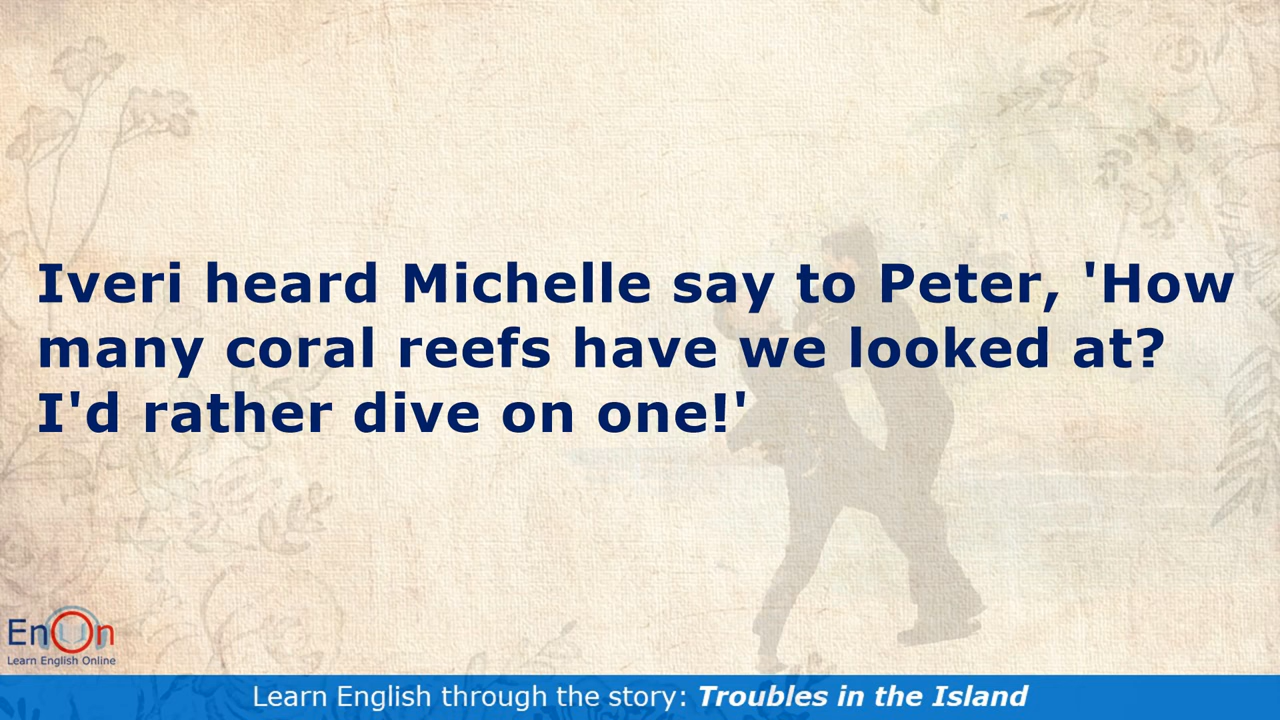 Iveri heard Michelle say to Peter, 'How
many coral reefs have we looked at?
I'd rather dive on one!'
EnOn
Learn English Online
Learn English through the story: Troubles in the Island